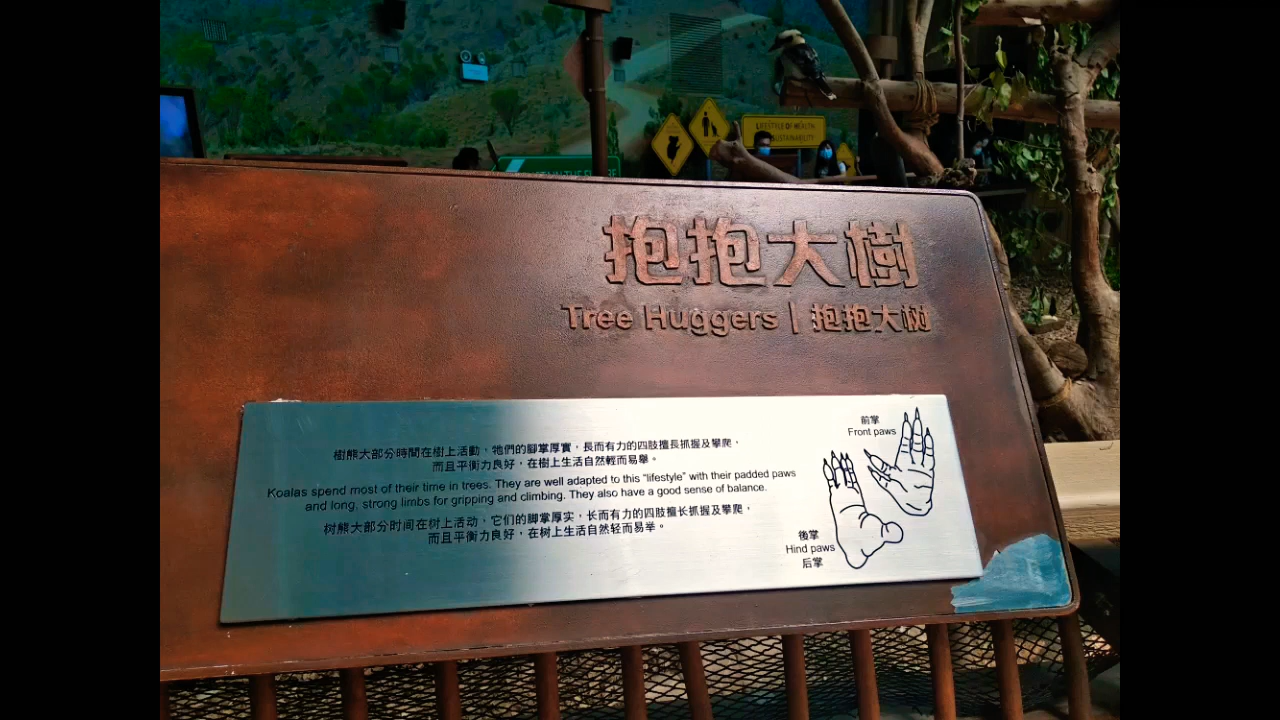 LIFESTYLE OF HEALTH
SUSTAINABILITY
抱抱大樹
Tree Huggers | 抱抱大树
樹熊大部分時間在樹上活動，牠們的腳掌厚實，長而有力的四肢擅長抓握及攀爬，
而且平衡力良好，在樹上生活自然輕而易舉。
Koalas spend most of their time in trees. They are well adapted to this "lifestyle" with their padded paws
and long, strong limbs for gripping and climbing. They also have a good sense of balance.
树熊大部分时间在树上活动，它们的脚掌厚实，长而有力的四肢擅长抓握及攀爬，
而且平衡力良好，在树上生活自然轻而易举。
前掌
Front paws
後掌
Hind paws
后掌